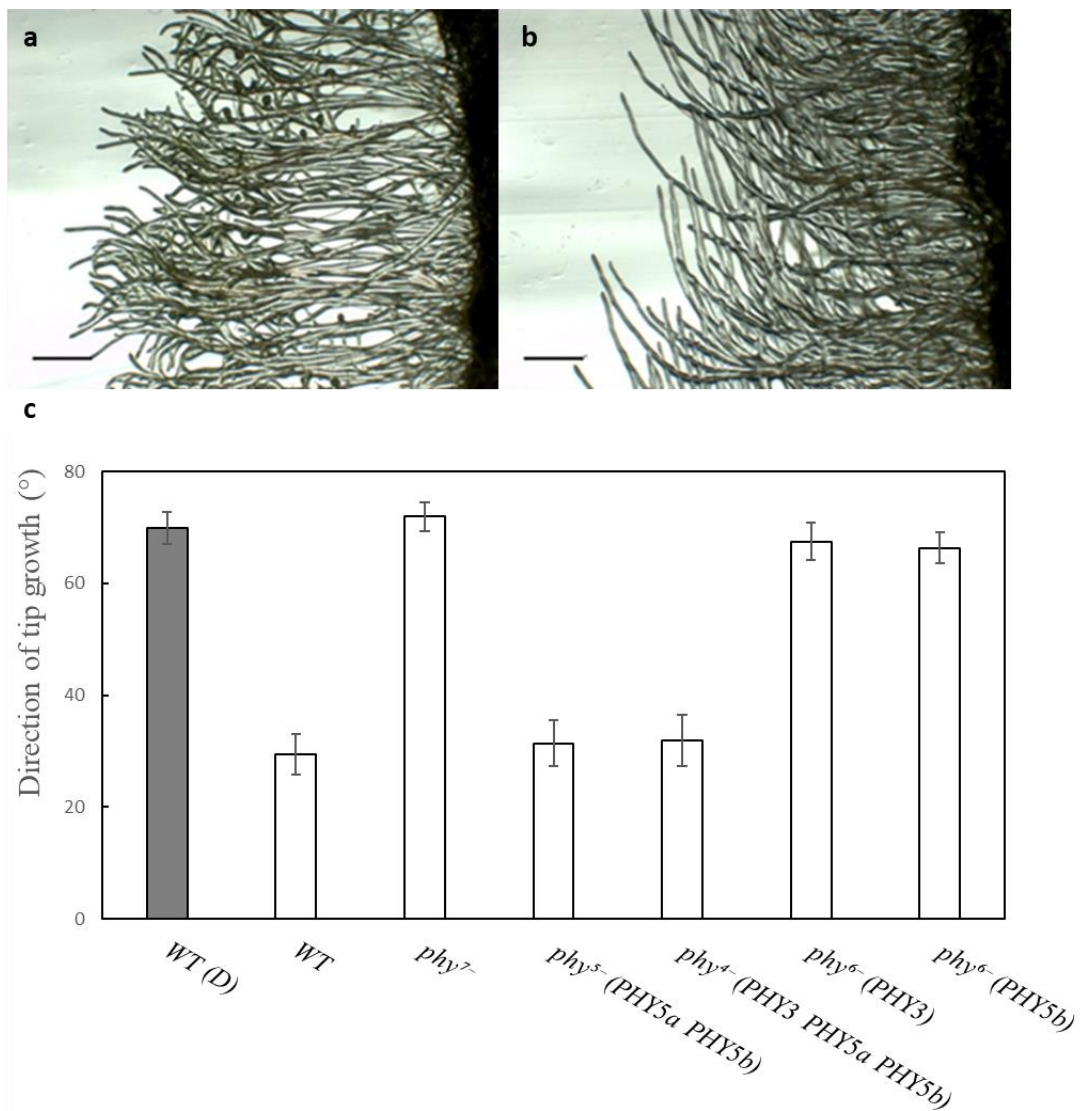 a
b
c
Direction of tip growth (°)
80
60
40
20
0
WT (D)
WT
phy⁷⁻
phy⁵⁻ (PHY5a PHY5b)
phy⁴⁻ (PHY3 PHY5a PHY5b)
phy⁶⁻ (PHY3)
phy⁶⁻ (PHY5b)